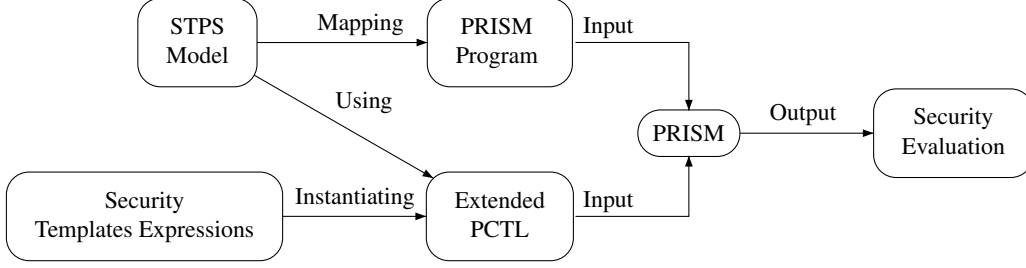 STPS
Model
Mapping
PRISM
Program
Input
Using
PRISM
Output
Security
Evaluation
Security
Templates Expressions
Instantiating
Extended
PCTL
Input